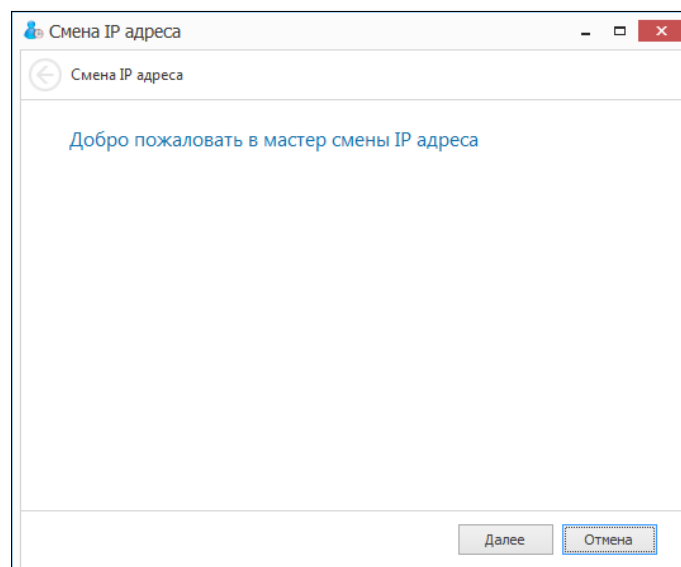 Смена IP адреса
Смена IP адреса
Добро пожаловать в мастер смены IP адреса
Далее
Отмена